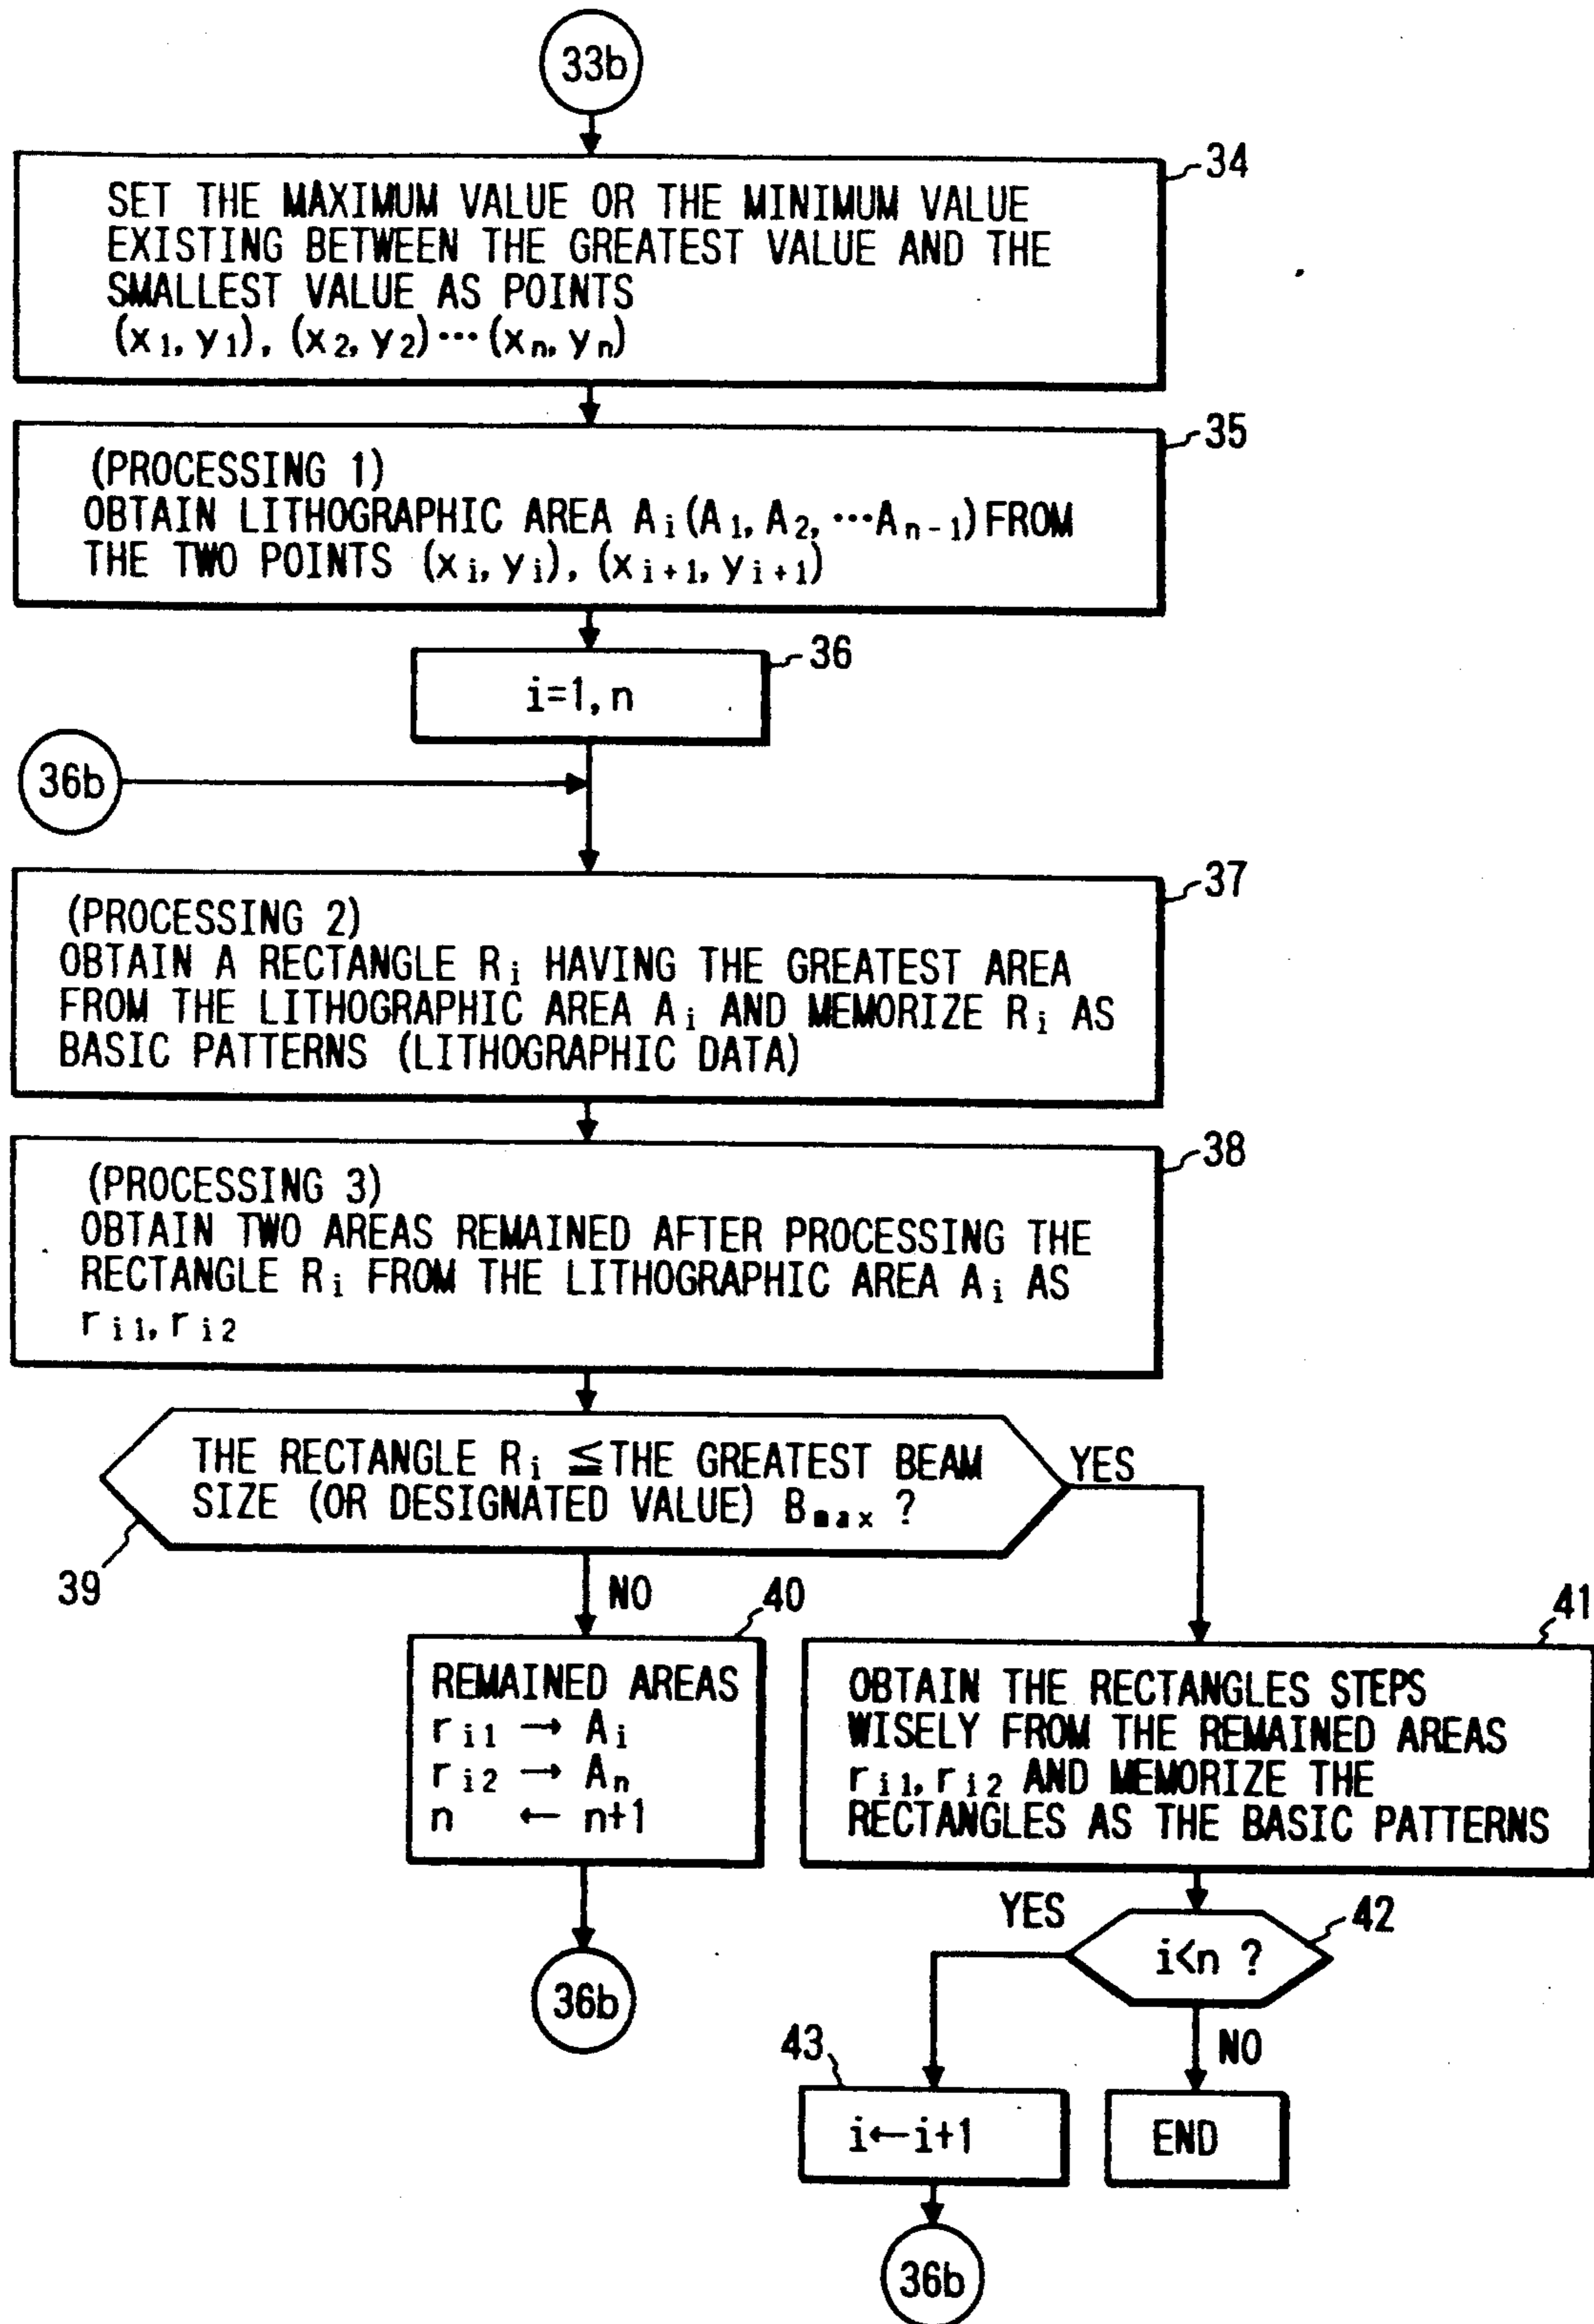 33b
34
SET THE MAXIMUM VALUE OR THE MINIMUM VALUE
EXISTING BETWEEN THE GREATEST VALUE AND THE
SMALLEST VALUE AS POINTS
(x₁, y₁), (x₂, y₂)⋯(xₙ, yₙ)
35
(PROCESSING 1)
OBTAIN LITHOGRAPHIC AREA Aᵢ(A₁, A₂, ⋯Aₙ₋₁) FROM
THE TWO POINTS (xᵢ, yᵢ), (xᵢ₊₁, yᵢ₊₁)
36
i=1, n
36b
37
(PROCESSING 2)
OBTAIN A RECTANGLE Rᵢ HAVING THE GREATEST AREA
FROM THE LITHOGRAPHIC AREA Aᵢ AND MEMORIZE Rᵢ AS
BASIC PATTERNS (LITHOGRAPHIC DATA)
38
(PROCESSING 3)
OBTAIN TWO AREAS REMAINED AFTER PROCESSING THE
RECTANGLE Rᵢ FROM THE LITHOGRAPHIC AREA Aᵢ AS
rᵢ₁, rᵢ₂
THE RECTANGLE Rᵢ ≦ THE GREATEST BEAM
SIZE (OR DESIGNATED VALUE) Bₘₐₓ ?
YES
39
NO
40
REMAINED AREAS
rᵢ₁ → Aᵢ
rᵢ₂ → Aₙ
n ← n+1
36b
41
OBTAIN THE RECTANGLES STEPS
WISELY FROM THE REMAINED AREAS
rᵢ₁, rᵢ₂ AND MEMORIZE THE
RECTANGLES AS THE BASIC PATTERNS
YES
42
i<n ?
NO
43
i←i+1
END
36b